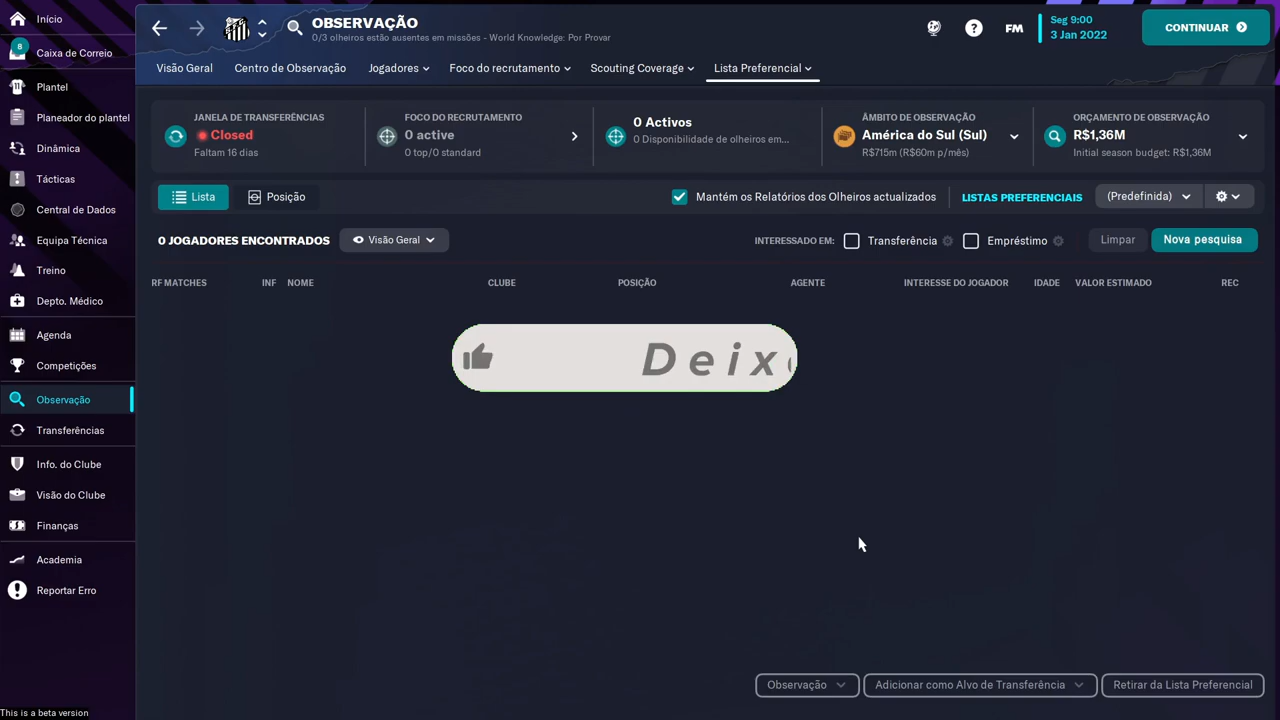 Início
8
Caixa de Correio
11
Plantel
Planeador do plantel
Dinâmica
Tácticas
Central de Dados
Equipa Técnica
Treino
Depto. Médico
Agenda
Competições
Observação
Transferências
Info. do Clube
Visão do Clube
Finanças
Academia
Reportar Erro
This is a beta version
OBSERVAÇÃO
0/3 olheiros estão ausentes em missões - World Knowledge: Por Provar
?
FM
Seg 9:00
3 Jan 2022
CONTINUAR
Visão Geral
Centro de Observação
Jogadores
Foco do recrutamento
Scouting Coverage
Lista Preferencial
JANELA DE TRANSFERÊNCIAS
Closed
Faltam 16 dias
FOCO DO RECRUTAMENTO
0 active
0 top/0 standard
0 Activos
0 Disponibilidade de olheiros em...
ÂMBITO DE OBSERVAÇÃO
América do Sul (Sul)
R$715m (R$60m p/mês)
ORÇAMENTO DE OBSERVAÇÃO
R$1,36M
Initial season budget: R$1,36M
Lista
Posição
Mantém os Relatórios dos Olheiros actualizados
LISTAS PREFERENCIAIS
(Predefinida)
0 JOGADORES ENCONTRADOS
Visão Geral
INTERESSADO EM:
Transferência
Empréstimo
Limpar
Nova pesquisa
RF MATCHES INF NOME CLUBE POSIÇÃO AGENTE INTERESSE DO JOGADOR IDADE VALOR ESTIMADO REC
Deix
Observação
Adicionar como Alvo de Transferência
Retirar da Lista Preferencial